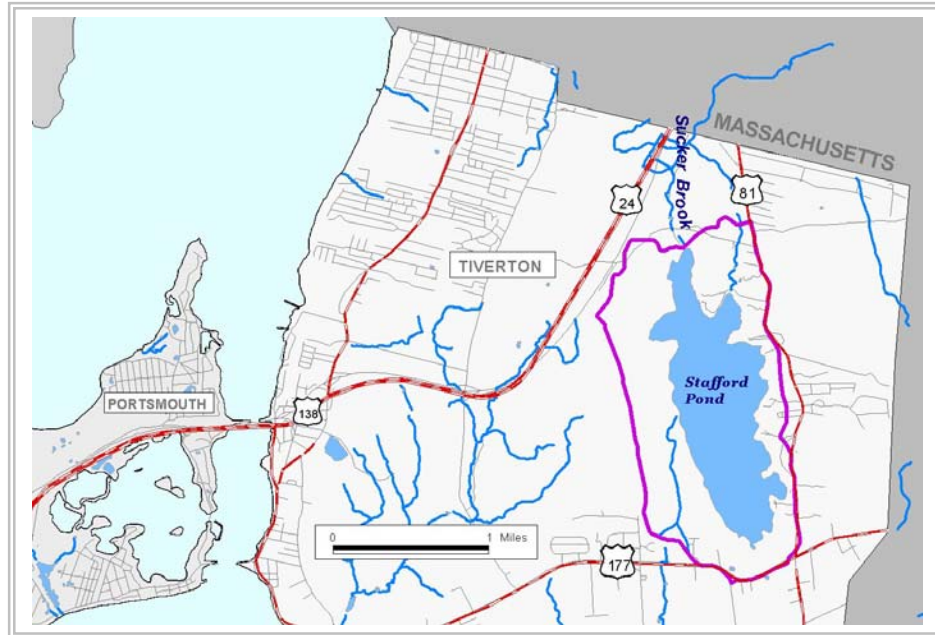 MASSACHUSETTS
Sucker Brook
81
24
TIVERTON
Stafford
Pond
PORTSMOUTH
138
0 1 Miles
177